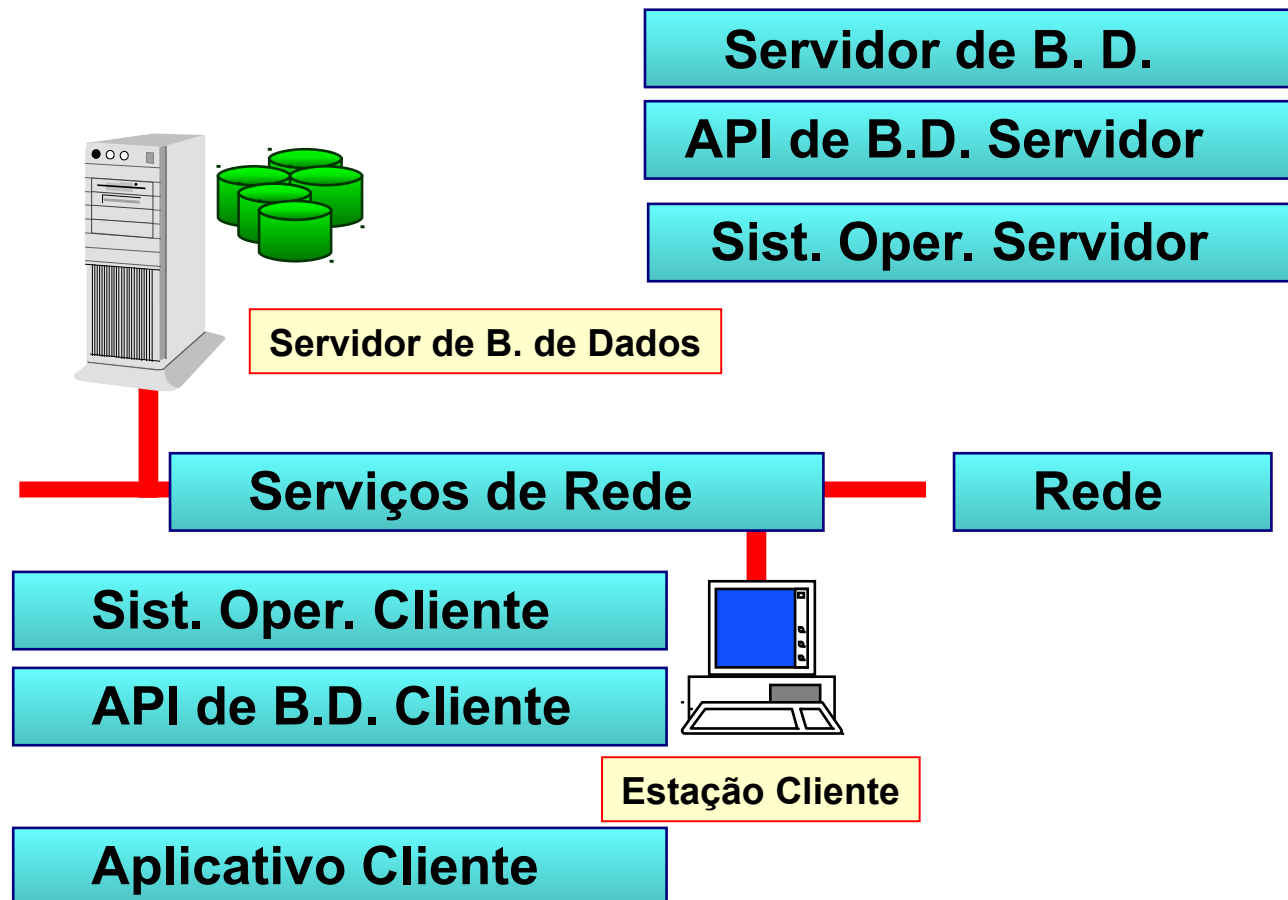 Servidor de B. D.
API de B.D. Servidor
Sist. Oper. Servidor
Servidor de B. de Dados
Serviços de Rede
Rede
Sist. Oper. Cliente
API de B.D. Cliente
Estação Cliente
Aplicativo Cliente